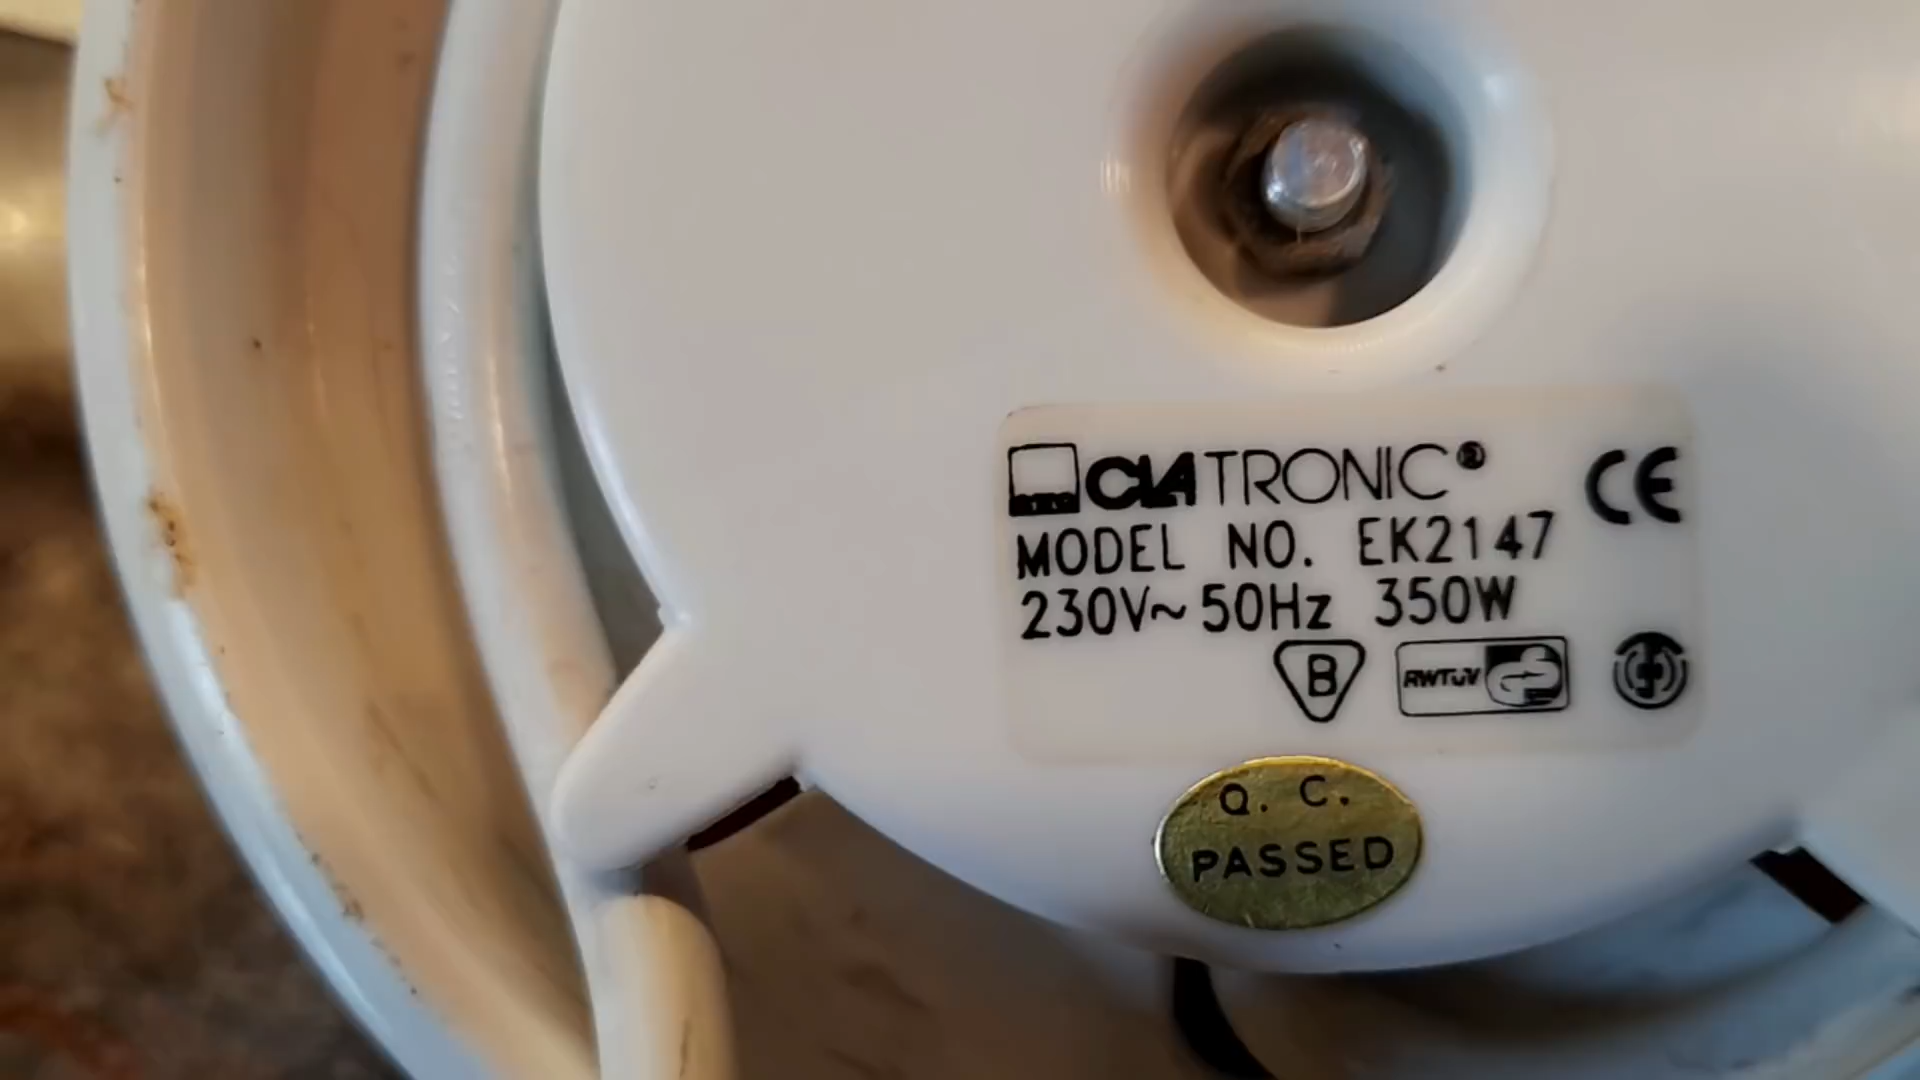 CLATRONIC® CE
MODEL NO. EK2147
230V~50Hz 350W
B RWTÜV
Q. C.
PASSED